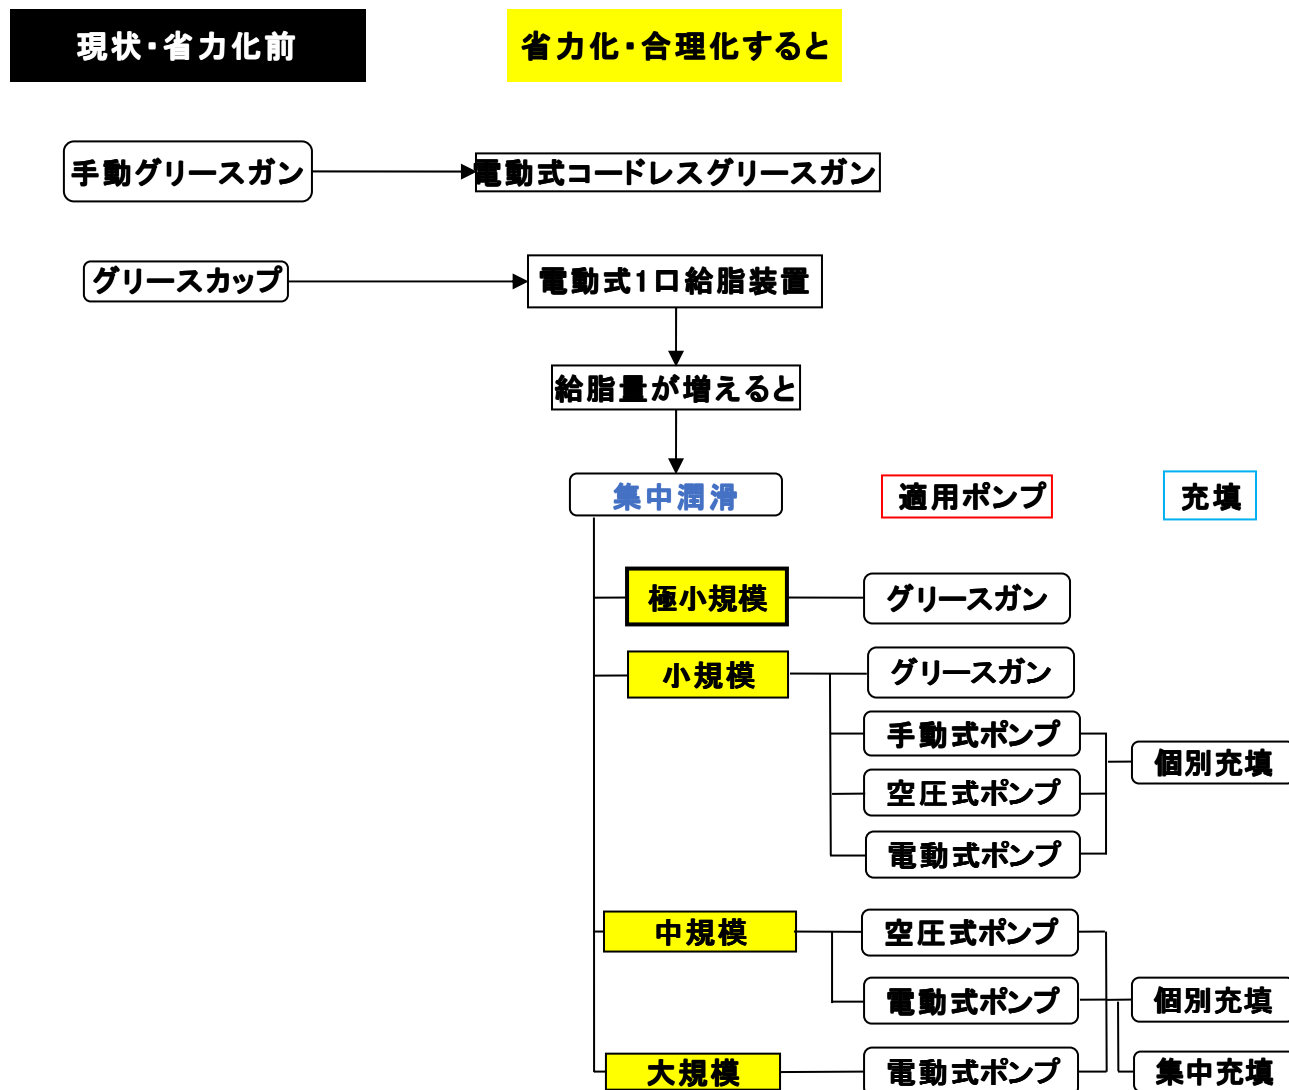 現状・省力化前
省力化・合理化すると
手動グリースガン
電動式コードレスグリースガン
グリースカップ
電動式1口給脂装置
給脂量が増えると
集中潤滑
適用ポンプ
充填
極小規模
グリースガン
小規模
グリースガン
手動式ポンプ
個別充填
空圧式ポンプ
電動式ポンプ
中規模
空圧式ポンプ
電動式ポンプ
個別充填
大規模
電動式ポンプ
集中充填